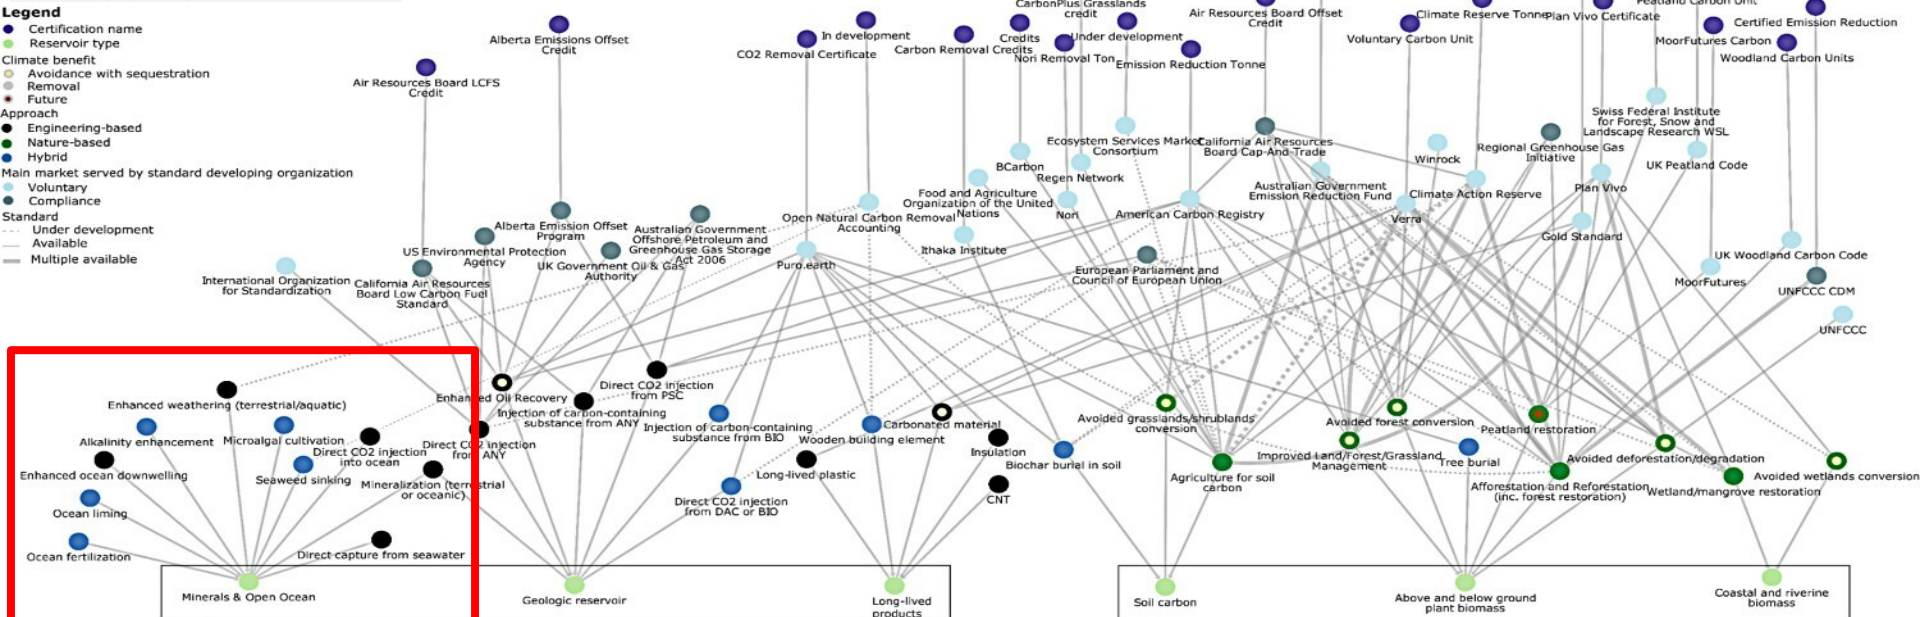 Legend
Certification name
Reservoir type
Climate benefit
Avoidance with sequestration
Removal
Future
Approach
Engineering-based
Nature-based
Hybrid
Main market served by standard developing organization
Voluntary
Compliance
Standard
Under development
Available
Multiple available
Air Resources Board LCFS
Credit
Alberta Emissions Offset
Credit
CO2 Removal Certificate
In development
Carbon Removal Credits
Credits
CarbonPlus Grasslands
credit
Nori Removal Ton
Under development
Emission Reduction Tonne
Air Resources Board Offset
Credit
Voluntary Carbon Unit
Climate Reserve Tonne
Plan Vivo Certificate
Peatland Carbon Unit
MoorFutures Carbon
Certified Emission Reduction
Woodland Carbon Units
International Organization
for Standardization
US Environmental Protection
Agency
California Air Resources
Board Low Carbon Fuel
Standard
Alberta Emission Offset
Program
UK Government Oil & Gas
Authority
Australian Government
Offshore Petroleum and
Greenhouse Gas Storage
Act 2006
Open Natural Carbon Removal
Accounting
Puro.earth
Food and Agriculture
Organization of the United
Nations
Ithaka Institute
BCarbon
Regen Network
Nori
Ecosystem Services Market
Consortium
American Carbon Registry
European Parliament and
Council of European Union
California Air Resources
Board Cap-And-Trade
Australian Government
Emission Reduction Fund
Winrock
Climate Action Reserve
Verra
Regional Greenhouse Gas
Initiative
Plan Vivo
Gold Standard
Swiss Federal Institute
for Forest, Snow and
Landscape Research WSL
UK Peatland Code
MoorFutures
UK Woodland Carbon Code
UNFCCC CDM
UNFCCC
Enhanced weathering (terrestrial/aquatic)
Alkalinity enhancement
Microalgal cultivation
Direct CO2 injection
into ocean
Enhanced ocean downwelling
Seaweed sinking
Mineralization (terrestrial
or oceanic)
Ocean liming
Ocean fertilization
Direct capture from seawater
Enhanced Oil Recovery
Direct CO2 injection
from ANY
Injection of carbon-containing
substance from ANY
Direct CO2 injection
from PSC
Injection of carbon-containing
substance from BIO
Direct CO2 injection
from DAC or BIO
Wooden building element
Carbonated material
Long-lived plastic
Insulation
CNT
Biochar burial in soil
Avoided grasslands/shrublands
conversion
Agriculture for soil
carbon
Improved Land/Forest/Grassland
Management
Avoided forest conversion
Tree burial
Peatland restoration
Afforestation and Reforestation
(inc. forest restoration)
Avoided deforestation/degradation
Wetland/mangrove restoration
Avoided wetlands conversion
Minerals & Open Ocean
Geologic reservoir
Long-lived
products
Soil carbon
Above and below ground
plant biomass
Coastal and riverine
biomass